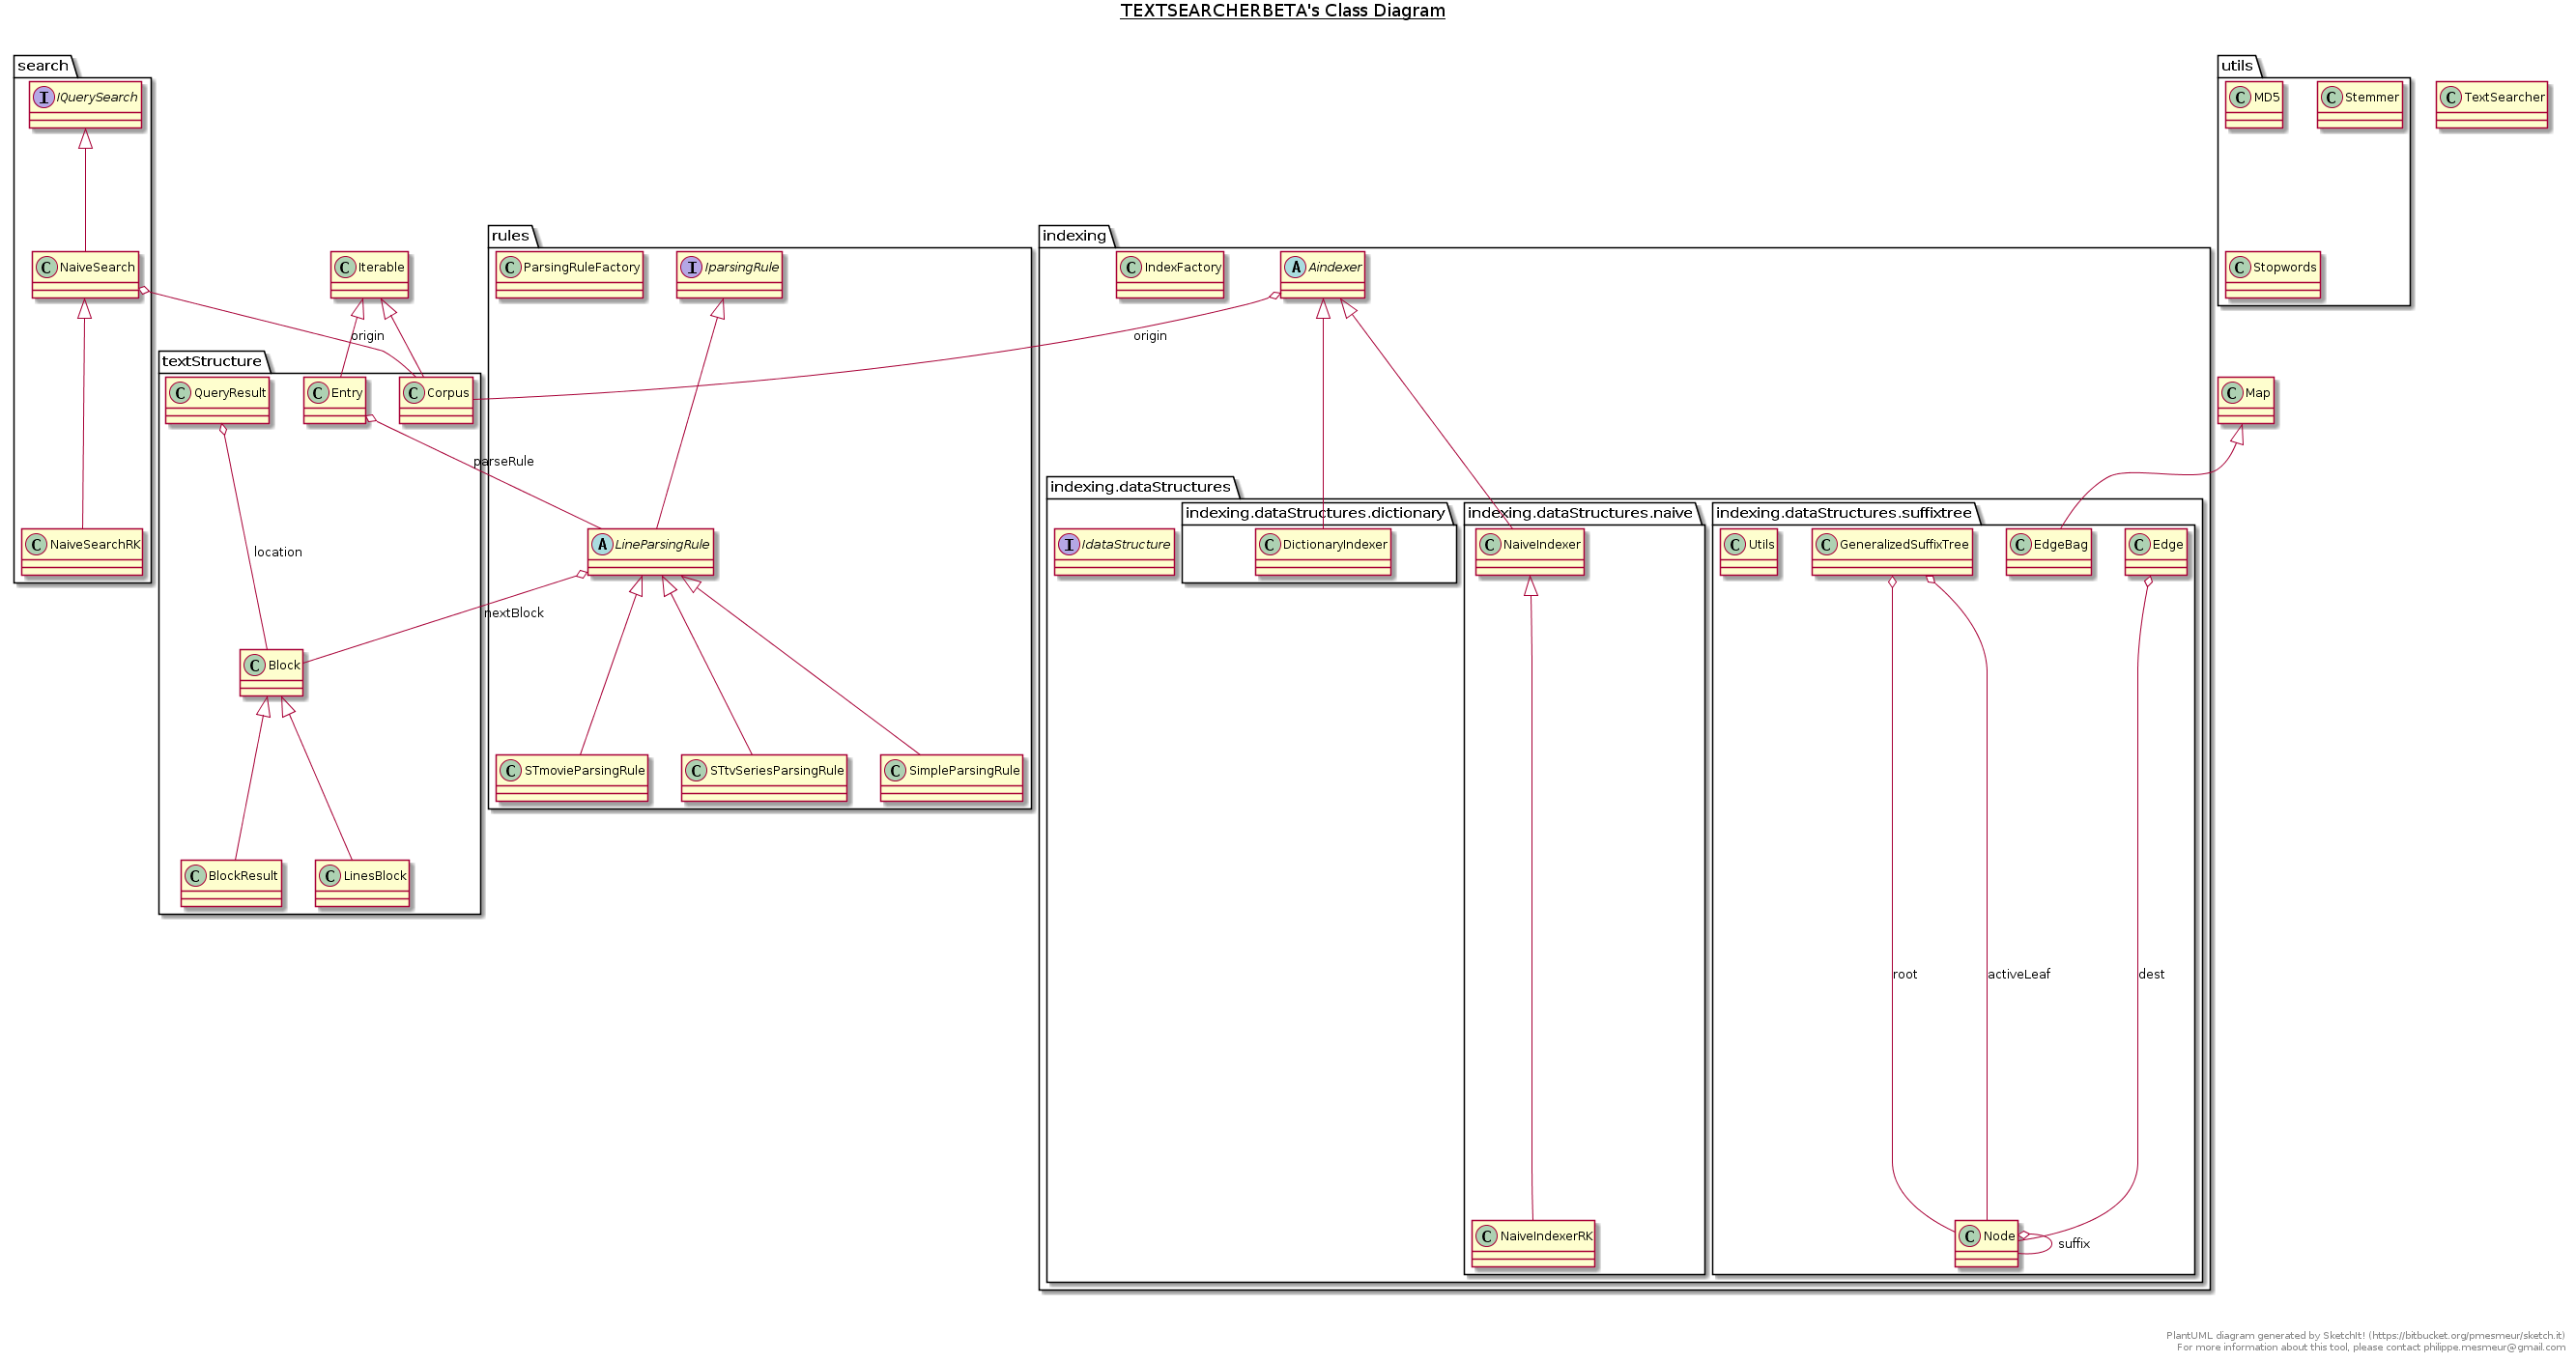 TEXTSEARCHERBETA's Class Diagram
search
I IQuerySearch
C NaiveSearch
C NaiveSearchRK
C Iterable
origin
textStructure
C QueryResult
C Entry
C Corpus
location
C Block
C BlockResult
C LinesBlock
rules
C ParsingRuleFactory
I IparsingRule
parseRule
A LineParsingRule
nextBlock
C STmovieParsingRule
C STtvSeriesParsingRule
C SimpleParsingRule
indexing
C IndexFactory
A Aindexer
origin
indexing.dataStructures
I IdataStructure
indexing.dataStructures.dictionary
C DictionaryIndexer
indexing.dataStructures.naive
C NaiveIndexer
C NaiveIndexerRK
indexing.dataStructures.suffixtree
C Utils
C GeneralizedSuffixTree
C EdgeBag
C Edge
root
activeLeaf
dest
C Node
suffix
utils
C MD5
C Stemmer
C Stopwords
C TextSearcher
C Map
PlantUML diagram generated by SketchIt! (https://bitbucket.org/pmesmeur/sketch.it)
For more information about this tool, please contact philippe.mesmeur@gmail.com